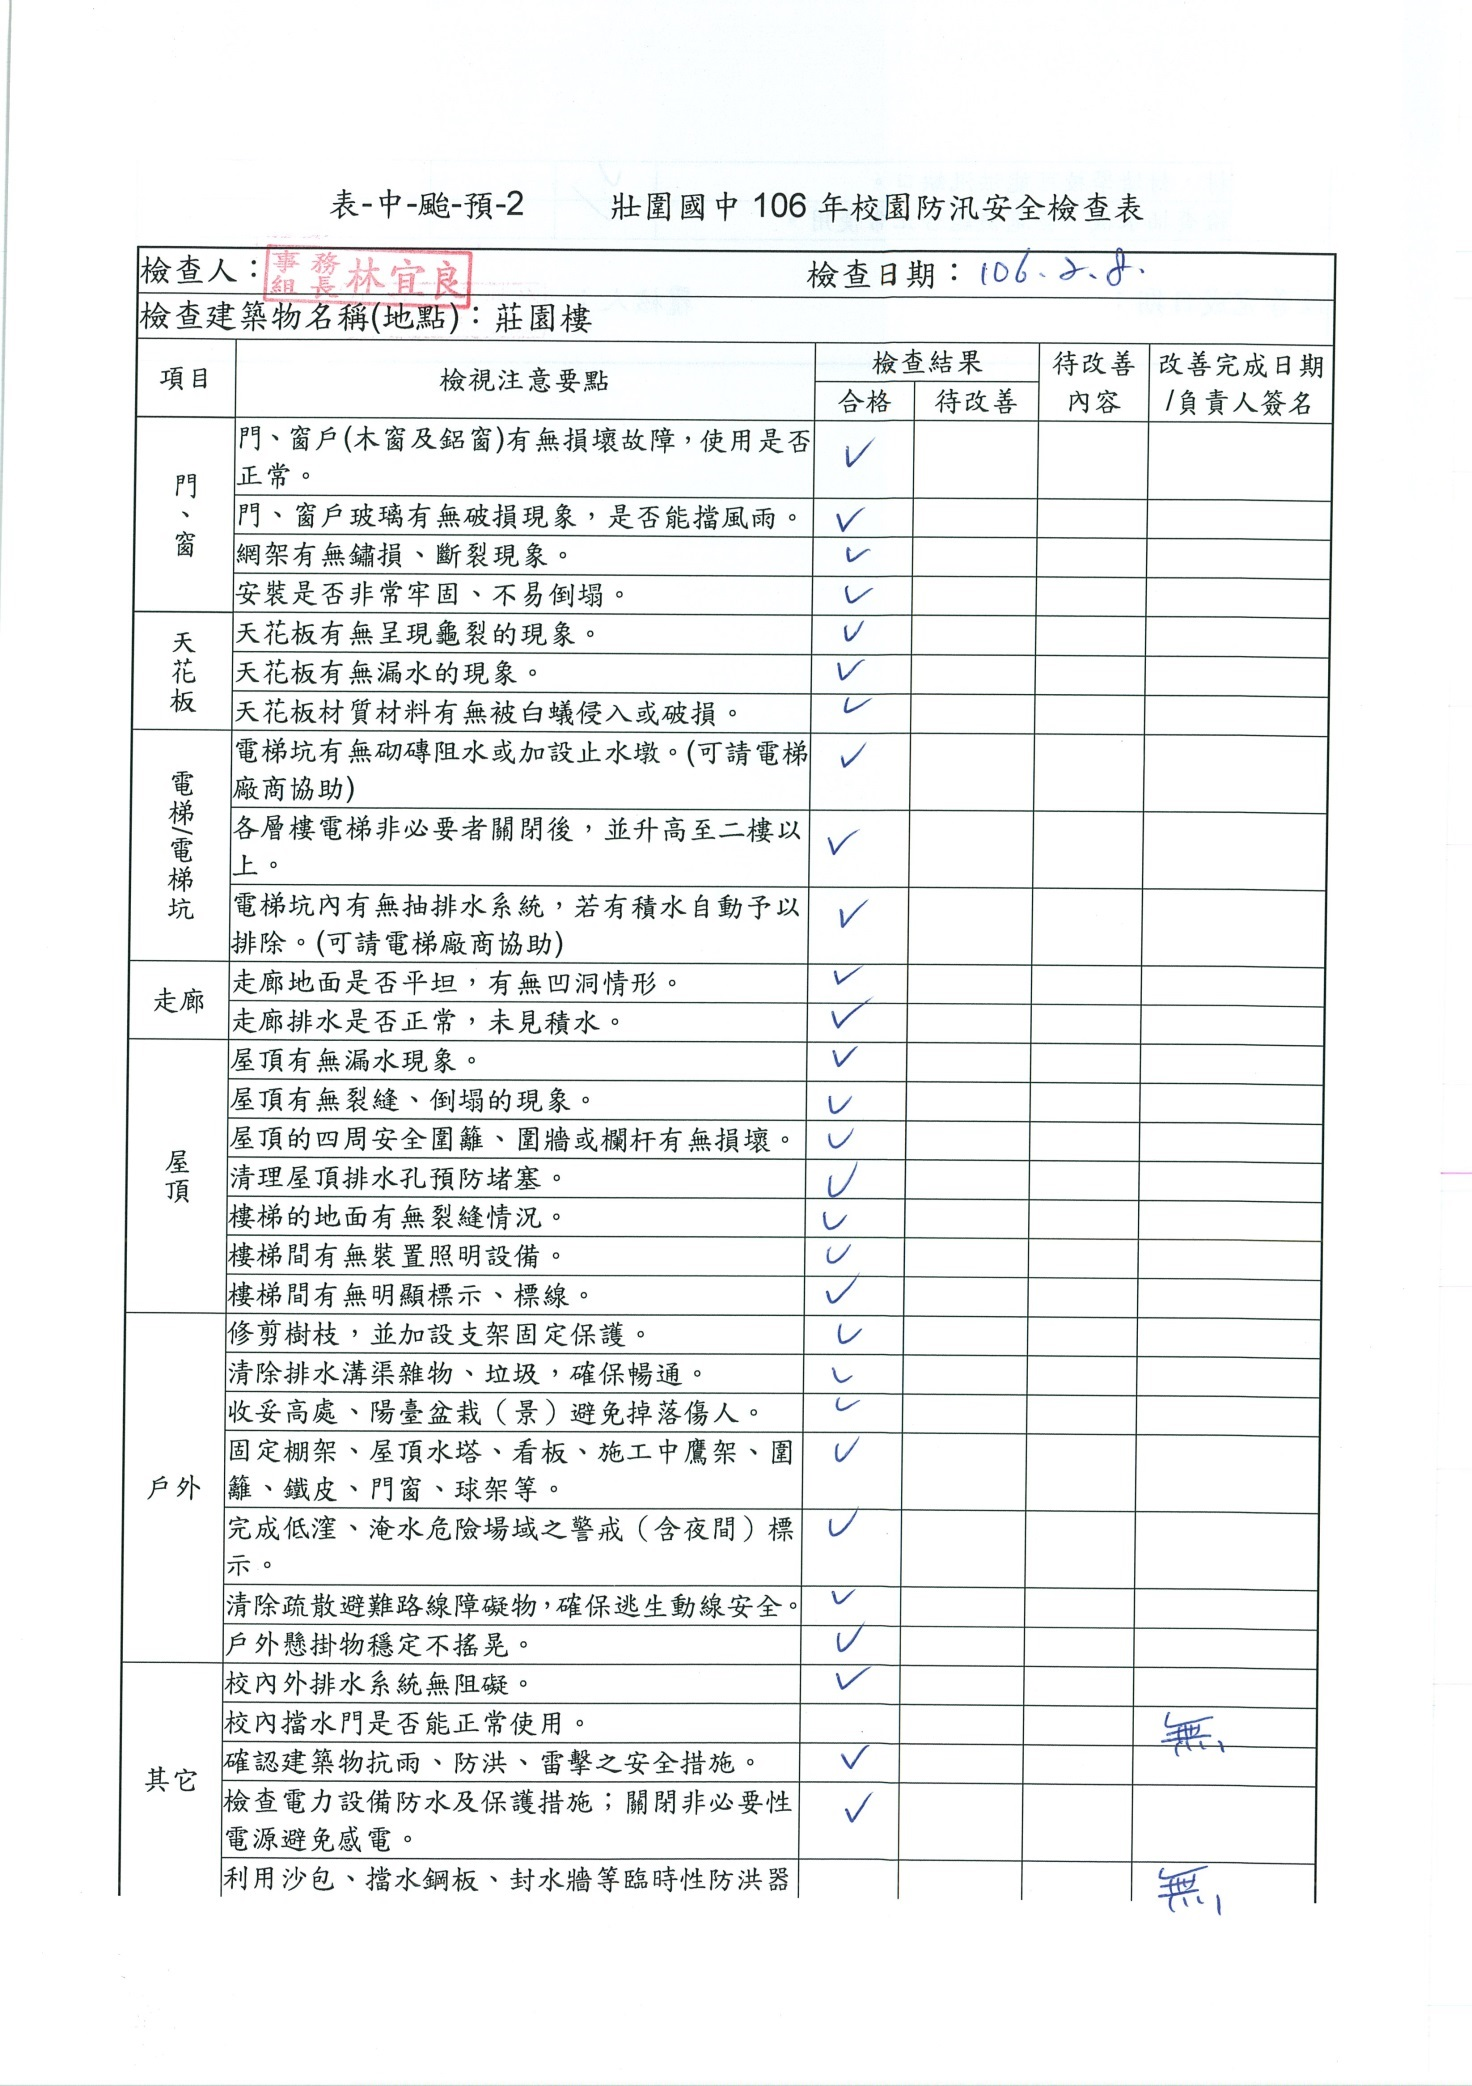 表-中-颱-預-2 壯圍國中 106 年校園防汛安全檢查表
檢查人：事務組長 林宜良 檢查日期：106.2.8.
檢查建築物名稱(地點)：莊園樓
項目 檢視注意要點 檢查結果 待改善內容 改善完成日期/負責人簽名
合格 待改善
門、窗
門、窗戶(木窗及鋁窗)有無損壞故障，使用是否
正常。 ✓
門、窗戶玻璃有無破損現象，是否能擋風雨。 ✓
網架有無鏽損、斷裂現象。 ✓
安裝是否非常牢固、不易倒塌。 ✓
天花板
天花板有無呈現龜裂的現象。 ✓
天花板有無漏水的現象。 ✓
天花板材質材料有無被白蟻侵入或破損。 ✓
電梯/電梯坑
電梯坑有無砌磚阻水或加設止水墩。(可請電梯
廠商協助) ✓
各層樓電梯非必要者關閉後，並升高至二樓以
上。 ✓
電梯坑內有無抽排水系統，若有積水自動予以
排除。(可請電梯廠商協助) ✓
走廊
走廊地面是否平坦，有無凹洞情形。 ✓
走廊排水是否正常，未見積水。 ✓
屋頂
屋頂有無漏水現象。 ✓
屋頂有無裂縫、倒塌的現象。 ✓
屋頂的四周安全圍籬、圍牆或欄杆有無損壞。 ✓
清理屋頂排水孔預防堵塞。 ✓
樓梯的地面有無裂縫情況。 ✓
樓梯間有無裝置照明設備。 ✓
樓梯間有無明顯標示、標線。 ✓
戶外
修剪樹枝，並加設支架固定保護。 ✓
清除排水溝渠雜物、垃圾，確保暢通。 ✓
收妥高處、陽臺盆栽（景）避免掉落傷人。 ✓
固定棚架、屋頂水塔、看板、施工中鷹架、圍
籬、鐵皮、門窗、球架等。 ✓
完成低窪、淹水危險場域之警戒（含夜間）標
示。 ✓
清除疏散避難路線障礙物，確保逃生動線安全。 ✓
戶外懸掛物穩定不搖晃。 ✓
其它
校內外排水系統無阻礙。 ✓
校內擋水門是否能正常使用。 無
確認建築物抗雨、防洪、雷擊之安全措施。 ✓
檢查電力設備防水及保護措施；關閉非必要性
電源避免感電。 ✓
利用沙包、擋水鋼板、封水牆等臨時性防洪器 無